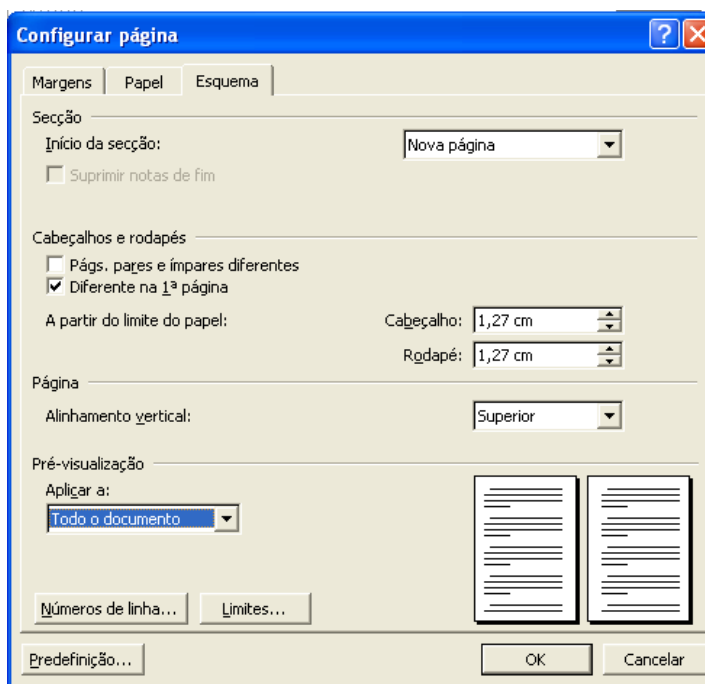 Configurar página
Margens Papel Esquema
Secção
Início da secção: Nova página
Suprimir notas de fim
Cabeçalhos e rodapés
Págs. pares e ímpares diferentes
Diferente na 1ª página
A partir do limite do papel: Cabeçalho: 1,27 cm
Rodapé: 1,27 cm
Página
Alinhamento vertical: Superior
Pré-visualização
Aplicar a:
Todo o documento
Números de linha... Limites...
Predefinição... OK Cancelar